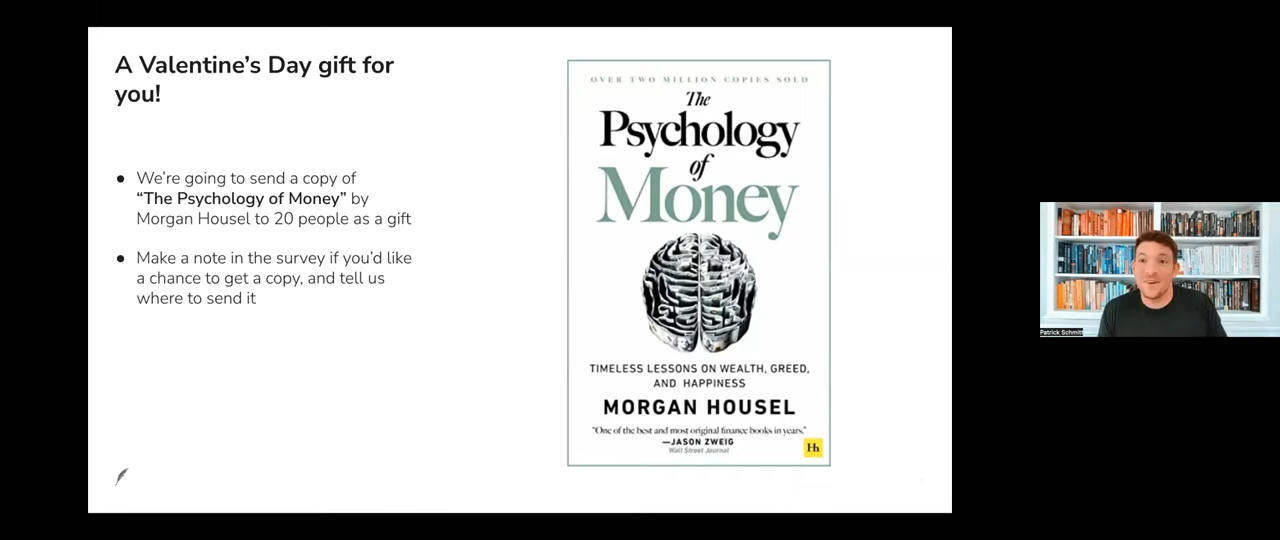 A Valentine's Day gift for
you!
● We're going to send a copy of
"The Psychology of Money" by
Morgan Housel to 20 people as a gift
● Make a note in the survey if you'd like
a chance to get a copy, and tell us
where to send it
OVER TWO MILLION COPIES SOLD
The
Psychology
of
Money
TIMELESS LESSONS ON WEALTH, GREED,
AND HAPPINESS
MORGAN HOUSEL
"One of the best and most original finance books in years."
—JASON ZWEIG
Wall Street Journal
Hh
Patrick Schmitt